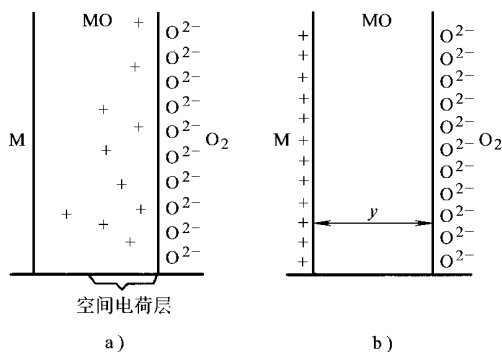 MO
+ O²⁻
O²⁻
+ O²⁻
O²⁻
+ O²⁻
+ O²⁻
M + O²⁻ O₂
+ O²⁻
+ + O²⁻
+ O²⁻
+ O²⁻
空间电荷层
a)
MO
+ O²⁻
+ O²⁻
+ O²⁻
+ O²⁻
+ O²⁻
M + O²⁻ O₂
+ O²⁻
+ O²⁻
+ y O²⁻
+ O²⁻
+ O²⁻
b)